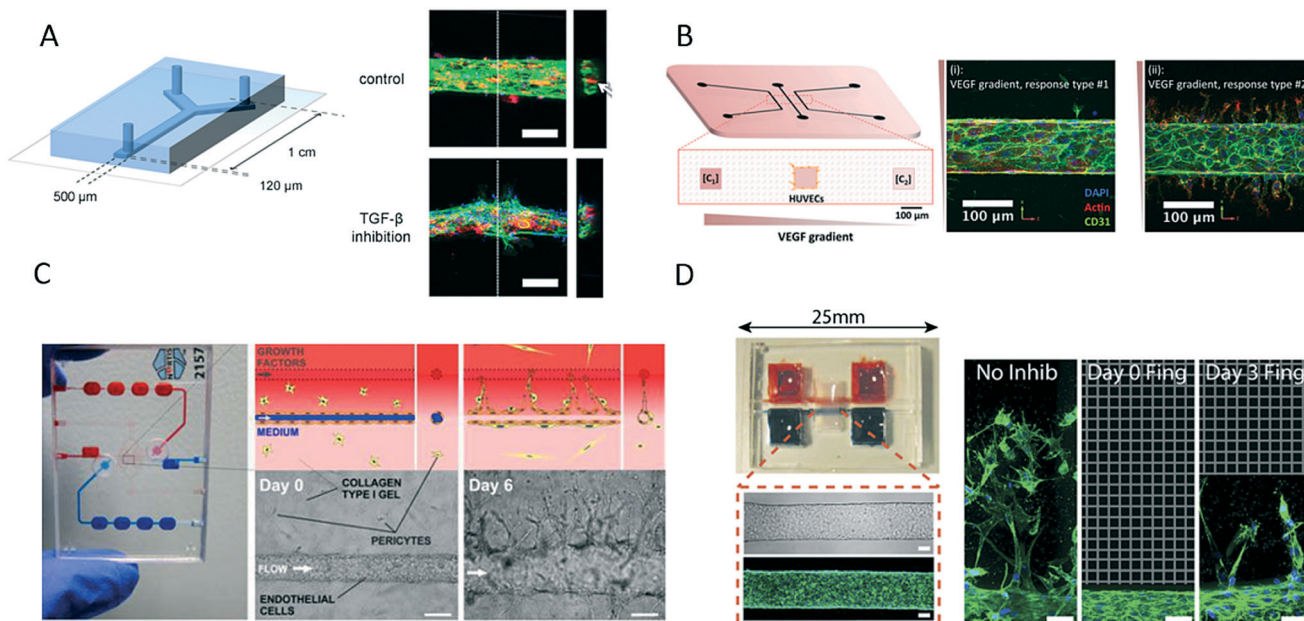 A
control
TGF-β
inhibition
1 cm
500 μm
120 μm
B
[C₁]
HUVECs
[C₂]
100 μm
VEGF gradient
(i):
VEGF gradient, response type #1
DAPI
Actin
CD31
100 μm
(ii):
VEGF gradient, response type #2
100 μm
C
NORTIS
2157
GROWTH
FACTORS
MEDIUM
Day 0
COLLAGEN
TYPE I GEL
PERICYTES
FLOW
ENDOTHELIAL
CELLS
Day 6
D
25mm
No Inhib
Day 0 Fing
Day 3 Fing